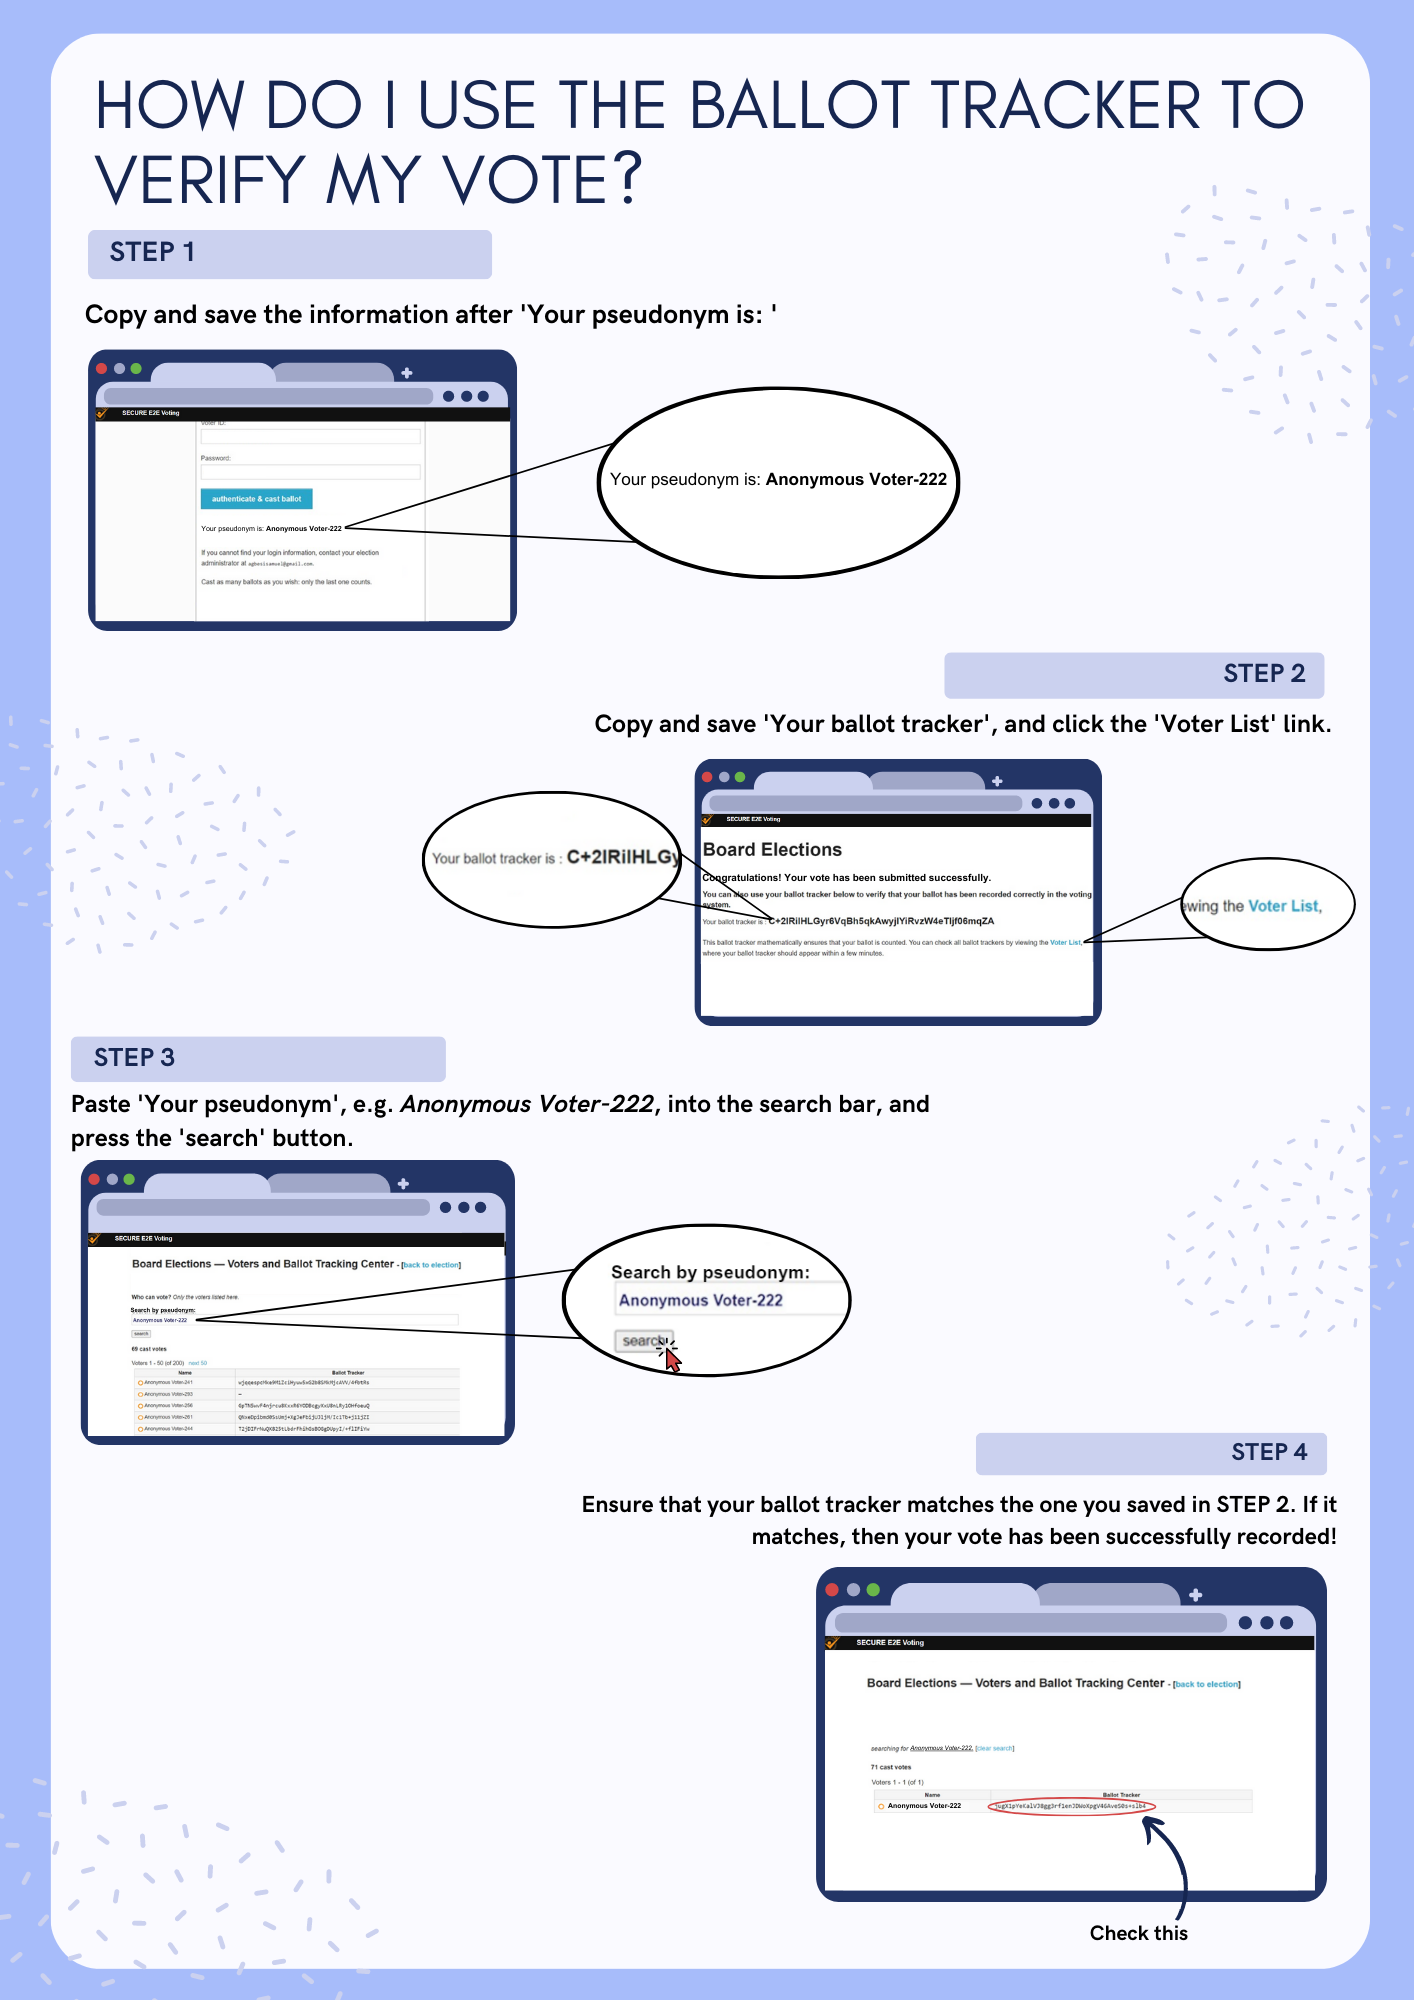 HOW DO I USE THE BALLOT TRACKER TO
VERIFY MY VOTE?
STEP 1
Copy and save the information after 'Your pseudonym is: '
SECURE E2E Voting
Voter ID:
Password:
authenticate & cast ballot
Your pseudonym is: Anonymous Voter-222
If you cannot find your login information, contact your election
administrator at agbesisamuel@gmail.com.
Cast as many ballots as you wish: only the last one counts.
Your pseudonym is: Anonymous Voter-222
STEP 2
Copy and save 'Your ballot tracker', and click the 'Voter List' link.
Your ballot tracker is : C+2IRiIHLGy
SECURE E2E Voting
Board Elections
Congratulations! Your vote has been submitted successfully.
You can also use your ballot tracker below to verify that your ballot has been recorded correctly in the voting
system.
Your ballot tracker is : C+2IRiIHLGyr6VqBh5qkAwyjIYiRvzW4eTljf06mqZA
This ballot tracker mathematically ensures that your ballot is counted. You can check all ballot trackers by viewing the Voter List,
where your ballot tracker should appear within a few minutes.
ewing the Voter List,
STEP 3
Paste 'Your pseudonym', e.g. Anonymous Voter-222, into the search bar, and
press the 'search' button.
SECURE E2E Voting
Board Elections — Voters and Ballot Tracking Center - [back to election]
Who can vote? Only the voters listed here.
Search by pseudonym:
Anonymous Voter-222
search
69 cast votes
Voters 1 - 50 (of 200) next 50
Name Ballot Tracker
Anonymous Voter-241
Anonymous Voter-293 –
Anonymous Voter-256
Anonymous Voter-261
Anonymous Voter-244
Search by pseudonym:
Anonymous Voter-222
search
STEP 4
Ensure that your ballot tracker matches the one you saved in STEP 2. If it
matches, then your vote has been successfully recorded!
SECURE E2E Voting
Board Elections — Voters and Ballot Tracking Center - [back to election]
searching for Anonymous Voter-222. [clear search]
71 cast votes
Voters 1 - 1 (of 1)
Name Ballot Tracker
Anonymous Voter-222
Check this